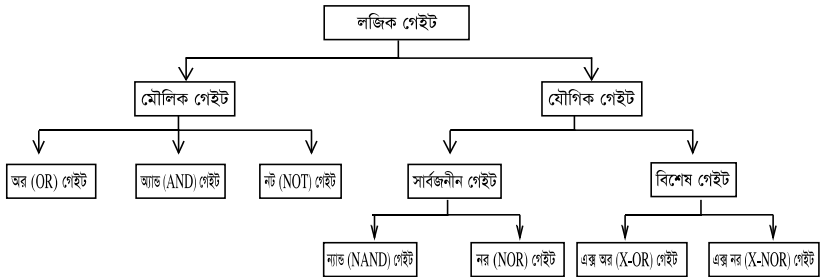 লজিক গেইট
মৌলিক গেইট
যৌগিক গেইট
অর (OR) গেইট
অ্যান্ড (AND) গেইট
নট (NOT) গেইট
সার্বজনীন গেইট
বিশেষ গেইট
ন্যান্ড (NAND) গেইট
নর (NOR) গেইট
এক্স অর (X-OR) গেইট
এক্স নর (X-NOR) গেইট